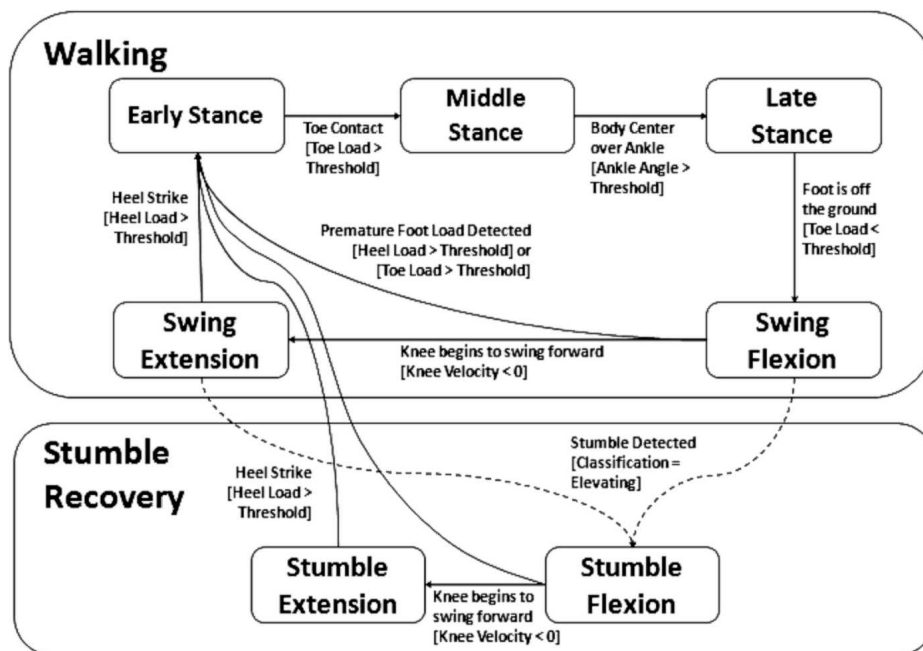 Walking
Early Stance
Toe Contact
[Toe Load >
Threshold]
Middle
Stance
Body Center
over Ankle
[Ankle Angle >
Threshold]
Late
Stance
Heel Strike
[Heel Load >
Threshold]
Premature Foot Load Detected
[Heel Load > Threshold] or
[Toe Load > Threshold]
Foot is off
the ground
[Toe Load <
Threshold]
Swing
Extension
Knee begins to swing forward
[Knee Velocity < 0]
Swing
Flexion
Stumble
Recovery
Heel Strike
[Heel Load >
Threshold]
Stumble Detected
[Classification =
Elevating]
Stumble
Extension
Knee begins to
swing forward
[Knee Velocity < 0]
Stumble
Flexion